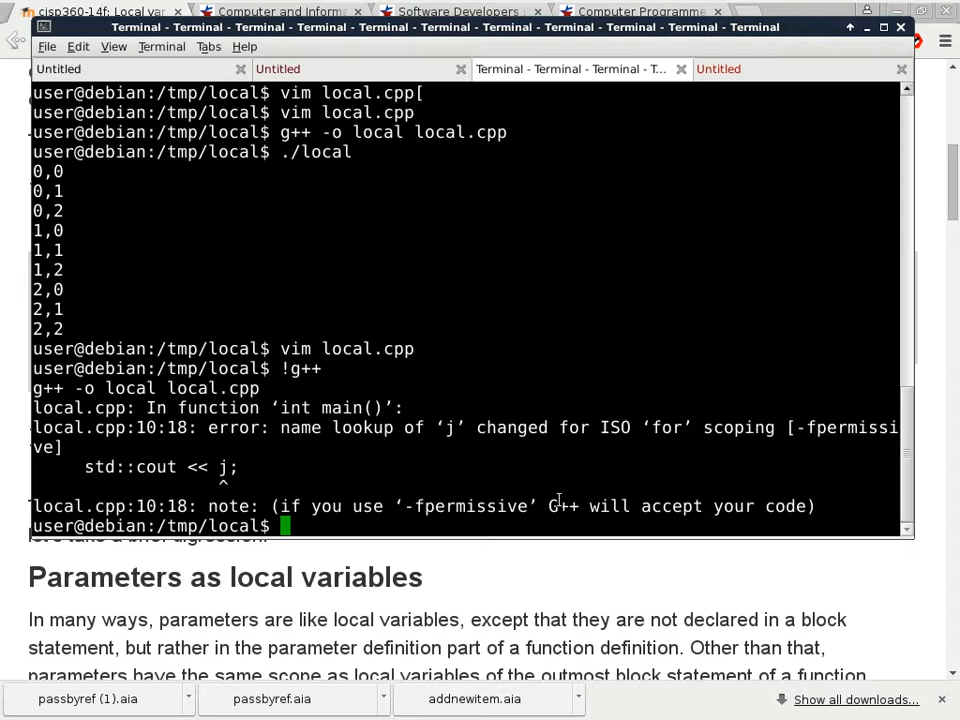 cisp360-14f: Local var
Computer and Informa
Software Developers
Computer Programme
Terminal - Terminal - Terminal - Terminal - Terminal - Terminal - Terminal - Terminal - Terminal - Terminal
File Edit View Terminal Tabs Help
Untitled
Untitled
Terminal - Terminal - Terminal - T...
Untitled
user@debian:/tmp/local$ vim local.cpp[
user@debian:/tmp/local$ vim local.cpp
user@debian:/tmp/local$ g++ -o local local.cpp
user@debian:/tmp/local$ ./local
0,0
0,1
0,2
1,0
1,1
1,2
2,0
2,1
2,2
user@debian:/tmp/local$ vim local.cpp
user@debian:/tmp/local$ !g++
g++ -o local local.cpp
local.cpp: In function ‘int main()’:
local.cpp:10:18: error: name lookup of ‘j’ changed for ISO ‘for’ scoping [-fpermissi
ve]
std::cout << j;
^
local.cpp:10:18: note: (if you use ‘-fpermissive’ G++ will accept your code)
user@debian:/tmp/local$
let's take a brief digression.
Parameters as local variables
In many ways, parameters are like local variables, except that they are not declared in a block
statement, but rather in the parameter definition part of a function definition. Other than that,
parameters have the same scope as local variables of the outmost block statement of a function
passbyref (1).aia
passbyref.aia
addnewitem.aia
Show all downloads...